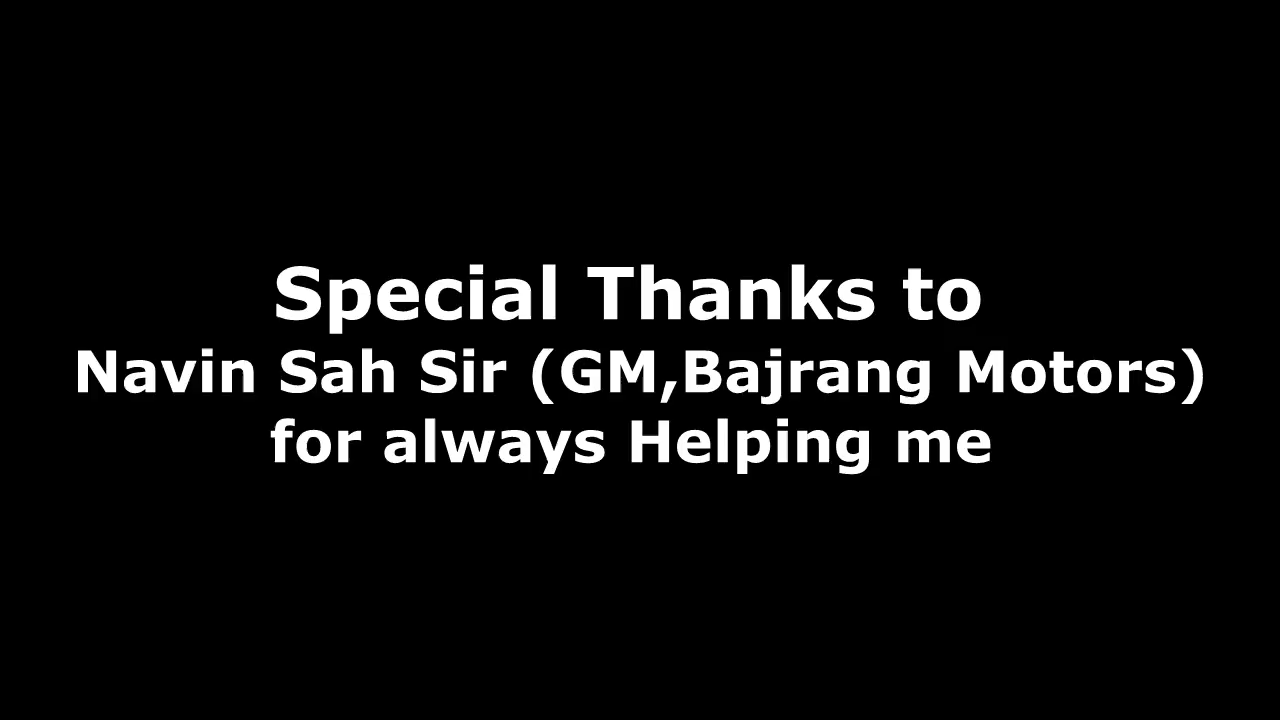 Special Thanks to
Navin Sah Sir (GM,Bajrang Motors)
for always Helping me